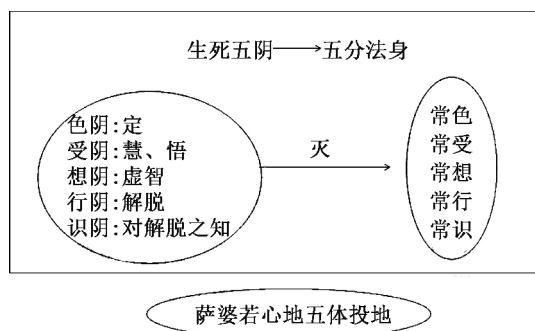 生死五阴→五分法身
色阴:定
受阴:慧、悟
想阴:虚智
行阴:解脱
识阴:对解脱之知
灭
常色
常受
常想
常行
常识
萨婆若心地五体投地